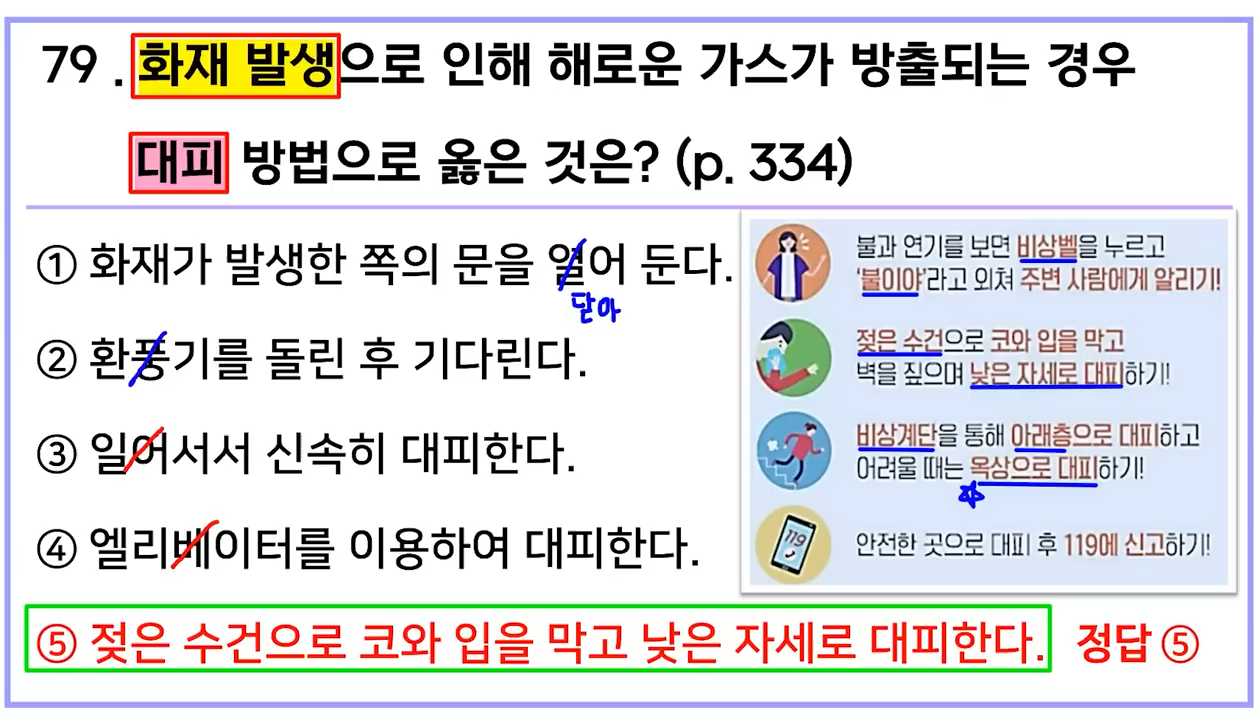 79. 화재 발생으로 인해 해로운 가스가 방출되는 경우
대피 방법으로 옳은 것은? (p. 334)
① 화재가 발생한 쪽의 문을 열어 둔다.
닫아
② 환풍기를 돌린 후 기다린다.
③ 일어서서 신속히 대피한다.
④ 엘리베이터를 이용하여 대피한다.
⑤ 젖은 수건으로 코와 입을 막고 낮은 자세로 대피한다. 정답 ⑤
불과 연기를 보면 비상벨을 누르고
‘불이야’라고 외쳐 주변 사람에게 알리기!
젖은 수건으로 코와 입을 막고
벽을 짚으며 낮은 자세로 대피하기!
비상계단을 통해 아래층으로 대피하고
어려울 때는 옥상으로 대피하기!
119
안전한 곳으로 대피 후 119에 신고하기!